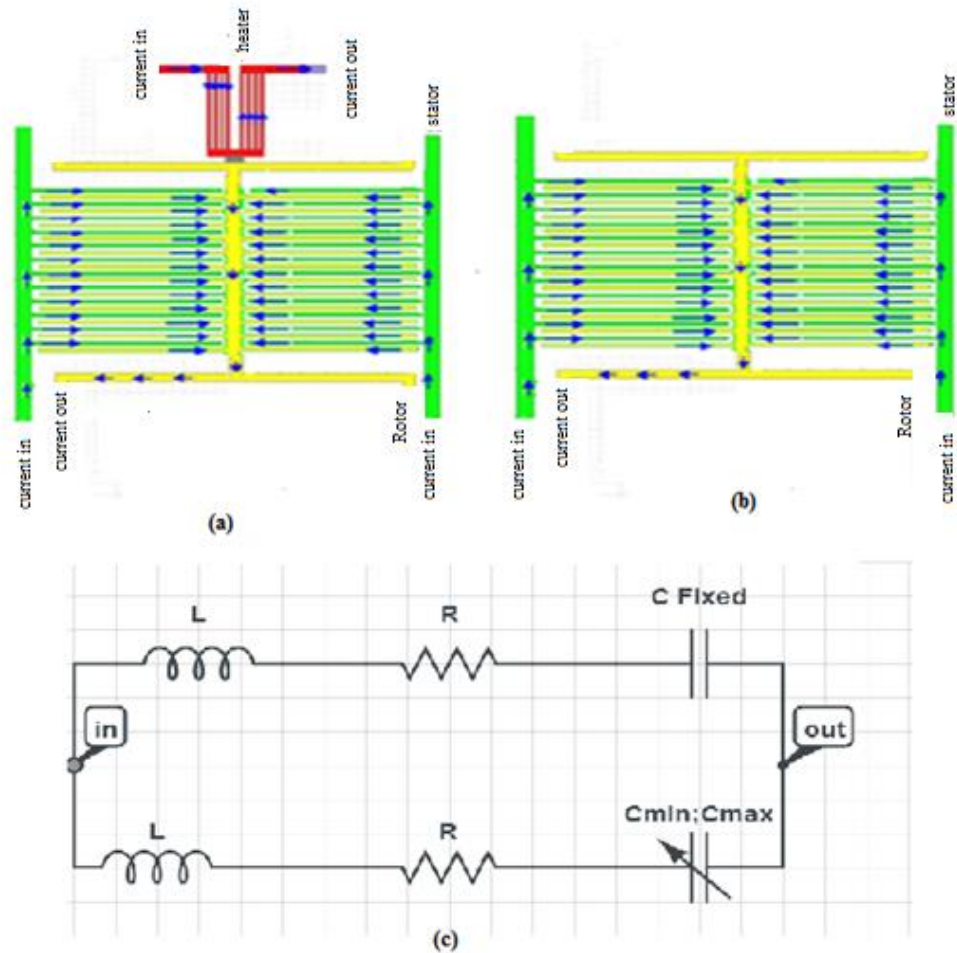 current in
heater
current out
stator
current in
current out
Rotor
current in
(a)
stator
current in
current out
Rotor
current in
(b)
L
R
C Fixed
in
out
L
R
Cmin;Cmax
(c)